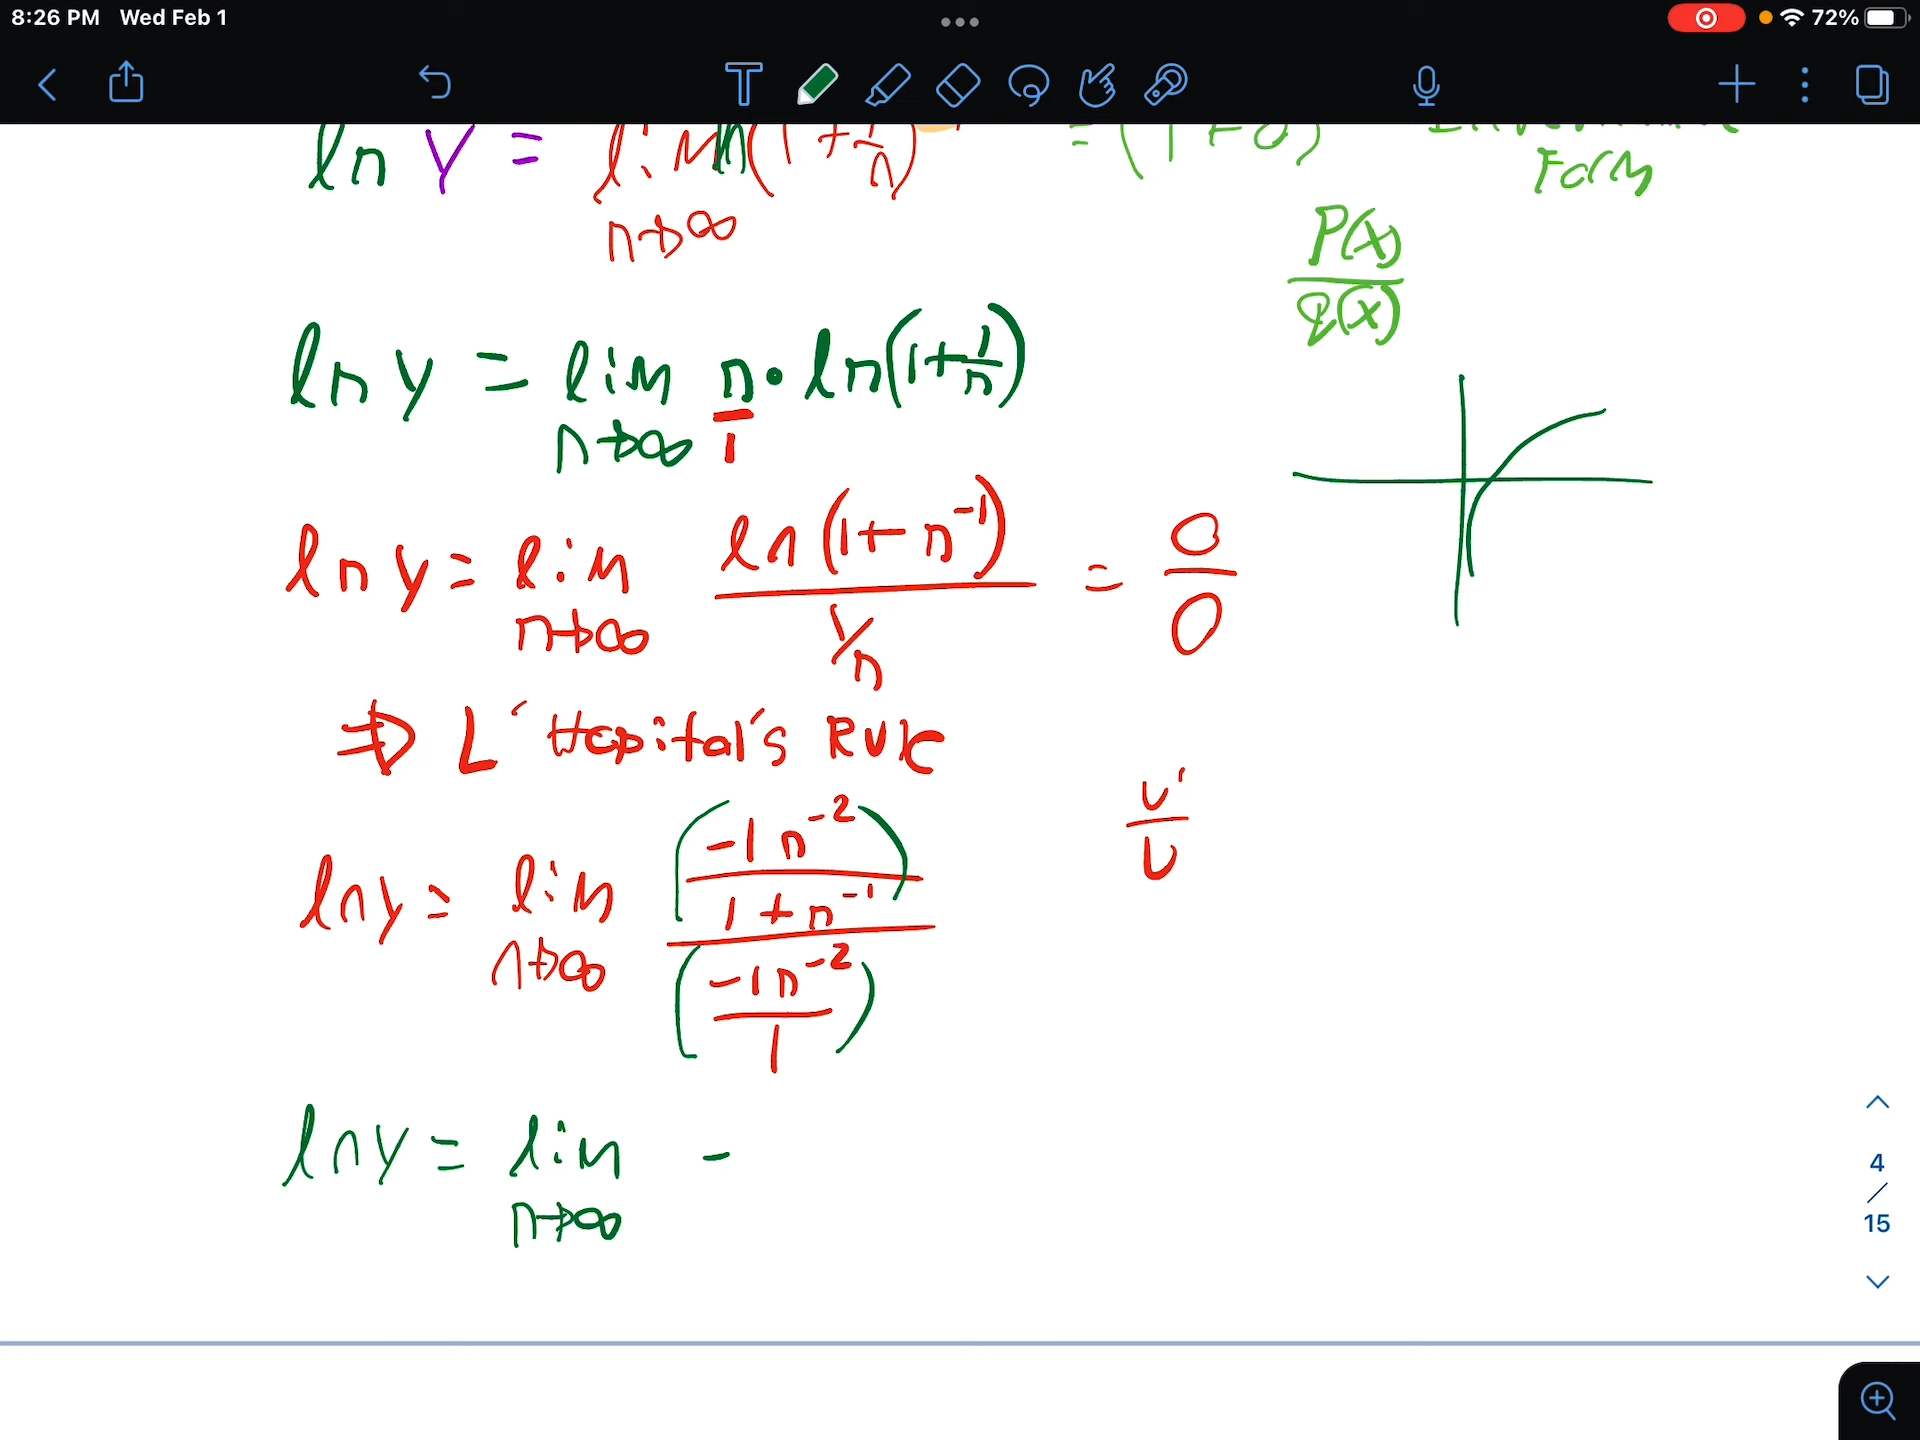 8:26 PM Wed Feb 1
72%
T
ln Y = lim ln(1 + 1/n)
n→∞
= (1 + 0)
Form
P(x)/q(x)
ln y = lim n/1 • ln(1 + 1/n)
n→∞
ln y = lim ln(1 + n⁻¹) / 1/n = 0/0
n→∞
⇒ L'Hopital's Rule
u'/u
ln y = lim (-1n⁻²/1 + n⁻¹) / (-1n⁻²/1)
n→∞
ln y = lim -
n→∞
4/15